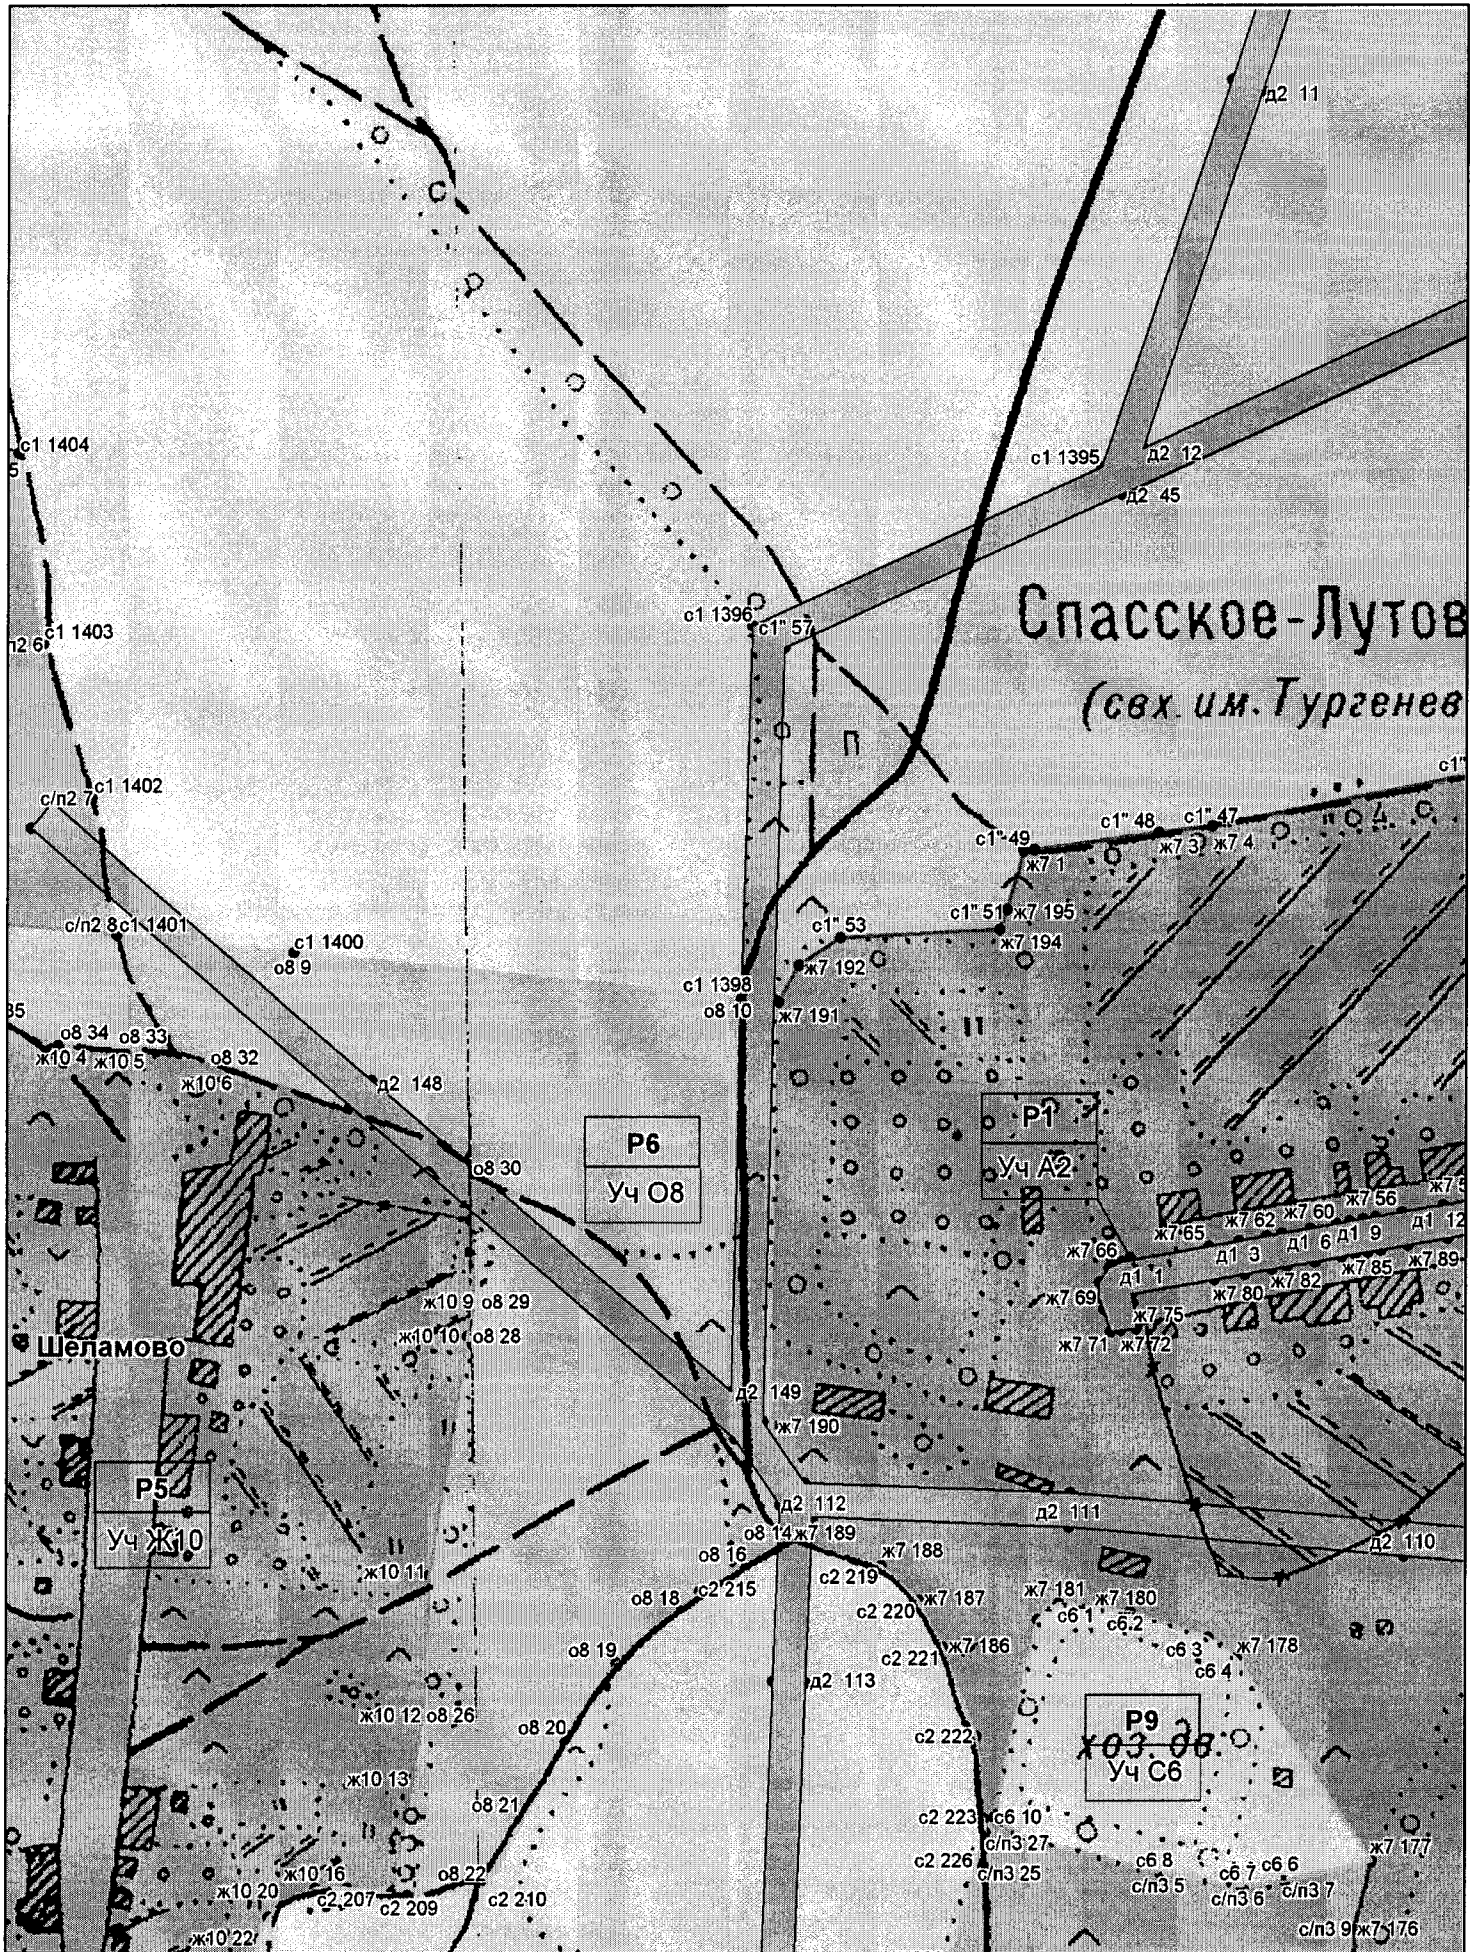 д2 11
С
с1 1404
5
с1 1395
д2 12
д2 45
Спасское-Лутов
с1 1396
с1" 57
с1 1403
п2 6
(свх. им. Тургенев
П
с1"
с/п2 7
с1 1402
с1" 48
с1" 47
с1" 49
ж7 3
ж7 4
ж7 1
с/п2 8
с1 1401
с1 1400
о8 9
с1" 51
ж7 195
с1" 53
ж7 194
ж7 192
с1 1398
о8 10
ж7 191
35
о8 34
о8 33
о8 32
ж10 4
ж10 5
ж10 6
д2 148
Р6
Уч О8
Р1
Уч А2
о8 30
ж7 56
ж7 5
ж7 60
ж7 62
ж7 65
д1 12
д1 9
д1 6
д1 3
ж7 66
д1 1
ж7 89
ж7 85
ж7 82
ж7 80
ж7 69
ж7 75
ж7 71
ж7 72
ж10 9
о8 29
ж10 10
о8 28
Шеламово
д2 149
ж7 190
Р5
Уч Ж10
д2 112
д2 111
д2 110
о8 14
ж7 189
о8 16
ж7 188
ж10 11
с2 215
с2 219
о8 18
ж7 187
с2 220
ж7 181
ж7 180
с6 1
с6 2
о8 19
ж7 186
с2 221
с6 3
ж7 178
с6 4
д2 113
ж10 12
о8 26
о8 20
с2 222
Р9
хоз. дв.
Уч С6
ж10 13
о8 21
с2 223
с6 10
с/п3 27
ж7 177
с2 226
с/п3 25
с6 8
с6 7
с6 6
с/п3 5
с/п3 6
с/п3 7
ж10 16
о8 22
ж10 20
с2 207
с2 209
с2 210
ж10 22
с/п3 9
ж7 176